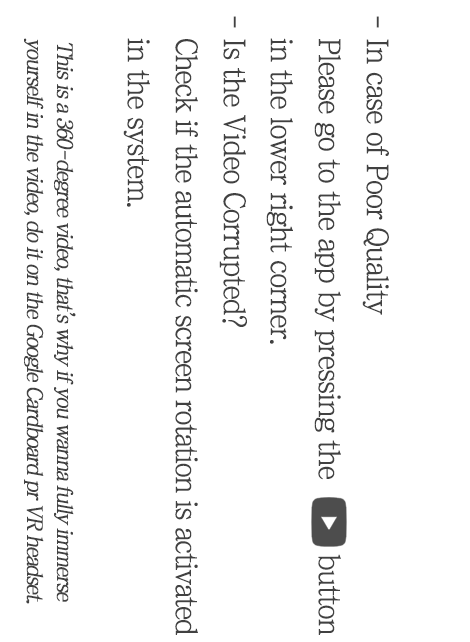 - In case of Poor Quality
Please go to the app by pressing the button
in the lower right corner.
- Is the Video Corrupted?
Check if the automatic screen rotation is activated
in the system.
This is a 360-degree video, that's why if you wanna fully immerse
yourself in the video, do it on the Google Cardboard pr VR headset.